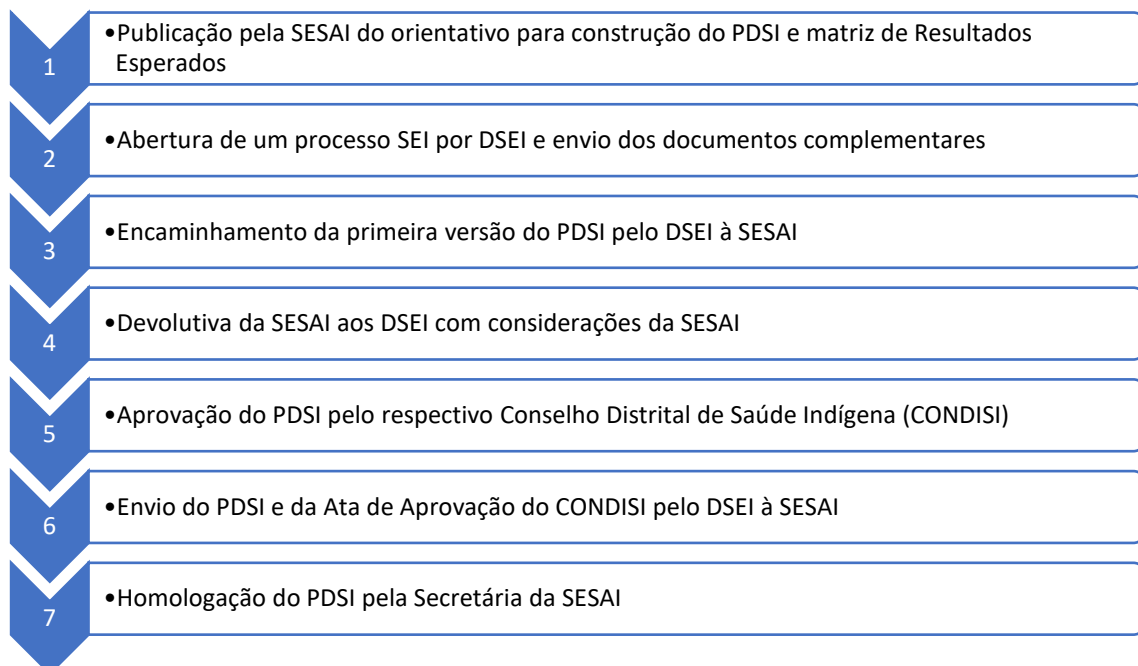 1
•Publicação pela SESAI do orientativo para construção do PDSI e matriz de Resultados
Esperados
2
•Abertura de um processo SEI por DSEI e envio dos documentos complementares
3
•Encaminhamento da primeira versão do PDSI pelo DSEI à SESAI
4
•Devolutiva da SESAI aos DSEI com considerações da SESAI
5
•Aprovação do PDSI pelo respectivo Conselho Distrital de Saúde Indígena (CONDISI)
6
•Envio do PDSI e da Ata de Aprovação do CONDISI pelo DSEI à SESAI
7
•Homologação do PDSI pela Secretária da SESAI